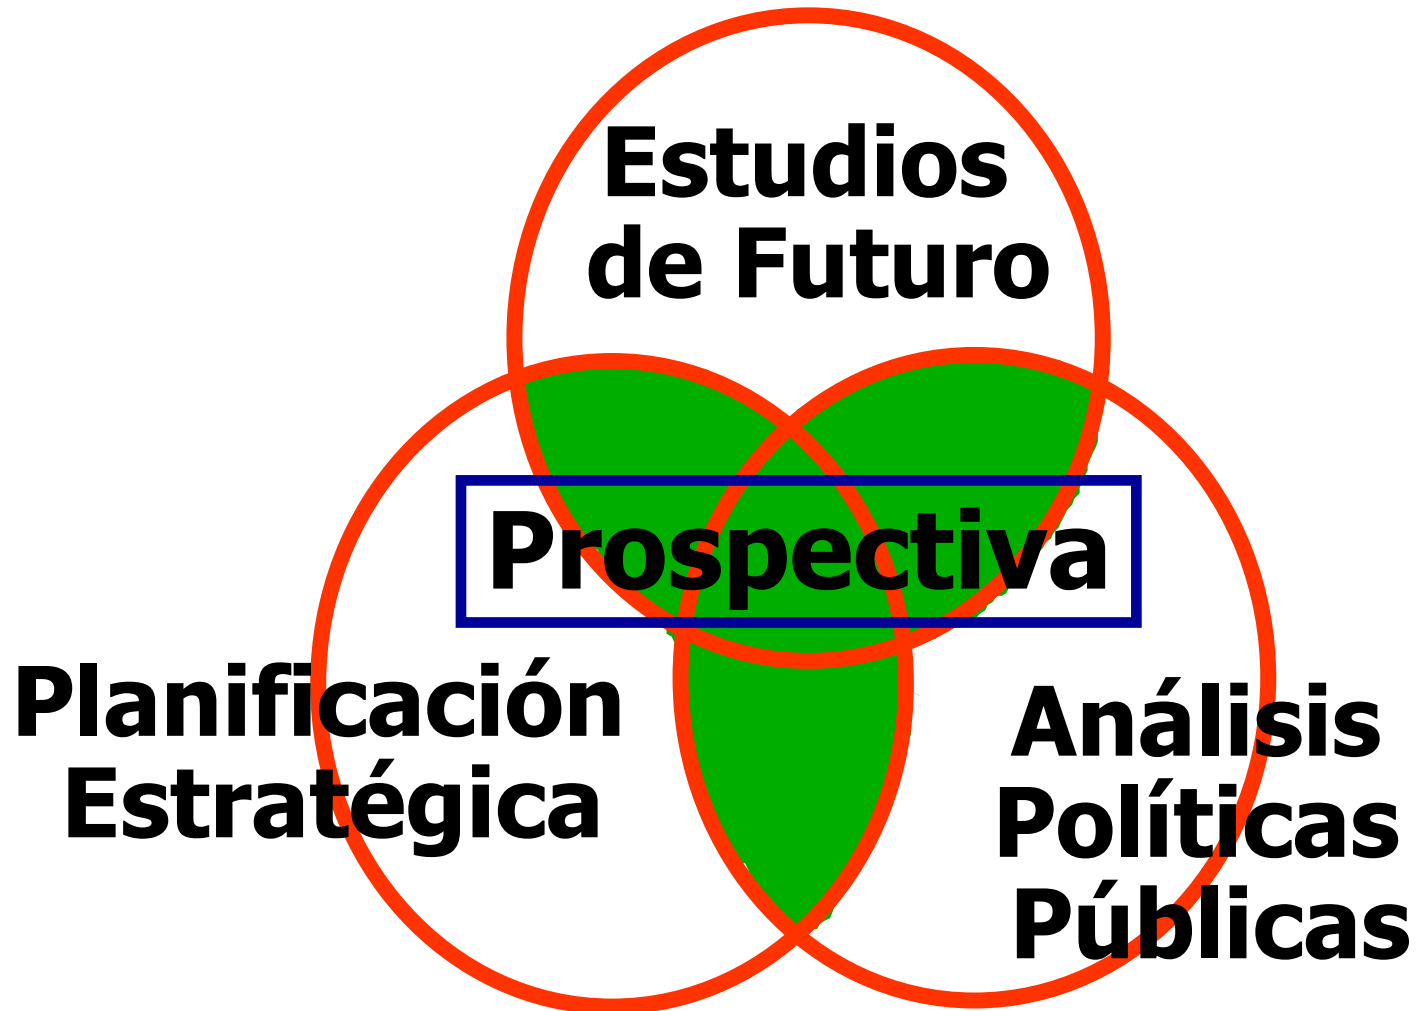 Estudios
de Futuro
Prospectiva
Planificación
Estratégica
Análisis
Políticas
Públicas